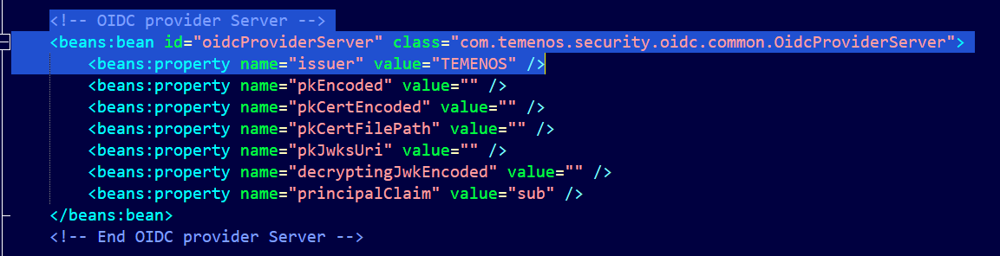 <!-- OIDC provider Server -->
<beans:bean id="oidcProviderServer" class="com.temenos.security.oidc.common.OidcProviderServer">
<beans:property name="issuer" value="TEMENOS" />
<beans:property name="pkEncoded" value="" />
<beans:property name="pkCertEncoded" value="" />
<beans:property name="pkCertFilePath" value="" />
<beans:property name="pkJwksUri" value="" />
<beans:property name="decryptingJwkEncoded" value="" />
<beans:property name="principalClaim" value="sub" />
</beans:bean>
<!-- End OIDC provider Server -->